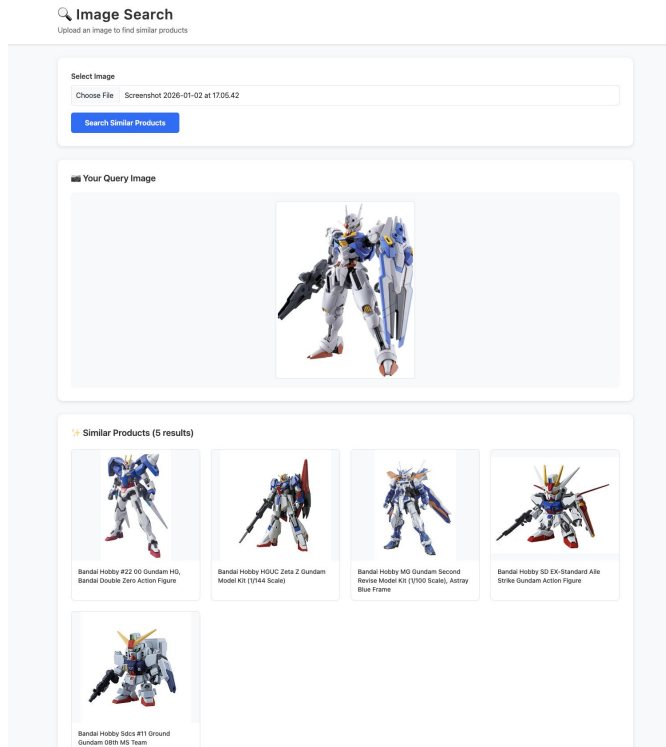 🔍 Image Search
Upload an image to find similar products
Select Image
Choose File Screenshot 2026-01-02 at 17.05.42
Search Similar Products
📷 Your Query Image
✨ Similar Products (5 results)
Bandai Hobby #22 00 Gundam HG,
Bandai Double Zero Action Figure
Bandai Hobby HGUC Zeta Z Gundam
Model Kit (1/144 Scale)
Bandai Hobby MG Gundam Second
Revise Model Kit (1/100 Scale), Astray
Blue Frame
Bandai Hobby SD EX-Standard Aile
Strike Gundam Action Figure
Bandai Hobby Sdcs #11 Ground
Gundam 08th MS Team